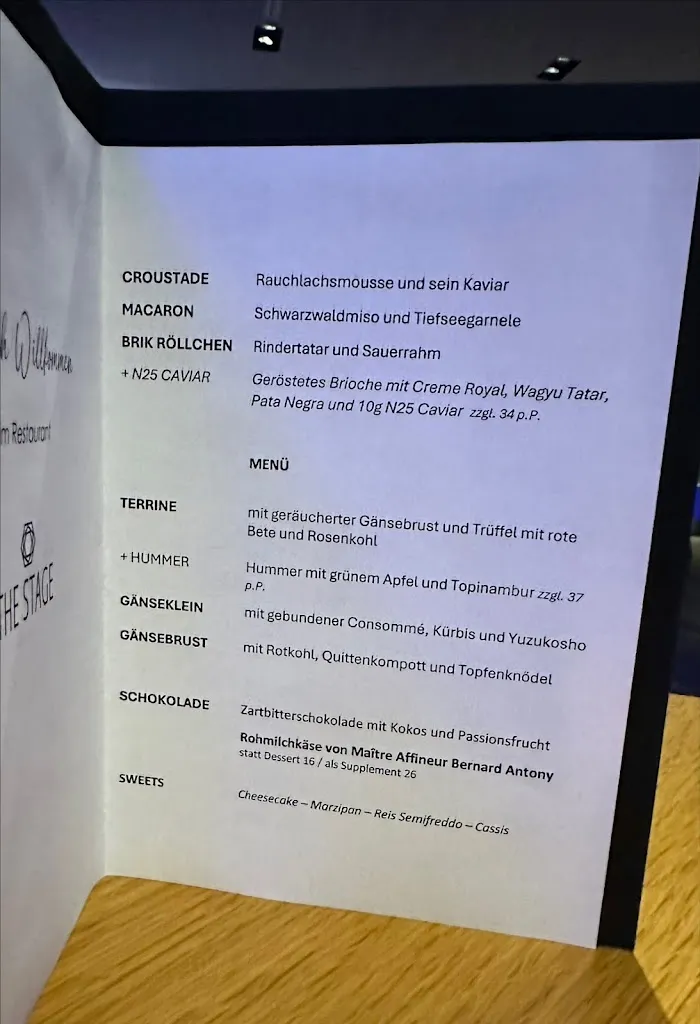 Willkommen
m Restaurant
THE STAGE
CROUSTADE Rauchlachsmousse und sein Kaviar
MACARON Schwarzwaldmiso und Tiefseegarnele
BRIK RÖLLCHEN Rindertatar und Sauerrahm
+ N25 CAVIAR Geröstetes Brioche mit Creme Royal, Wagyu Tatar,
Pata Negra und 10g N25 Caviar zzgl. 34 p.P.
MENÜ
TERRINE mit geräucherter Gänsebrust und Trüffel mit rote
Bete und Rosenkohl
+ HUMMER Hummer mit grünem Apfel und Topinambur zzgl. 37
p.P.
GÄNSEKLEIN mit gebundener Consommé, Kürbis und Yuzukosho
GÄNSEBRUST mit Rotkohl, Quittenkompott und Topfenknödel
SCHOKOLADE Zartbitterschokolade mit Kokos und Passionsfrucht
Rohmilchkäse von Maître Affineur Bernard Antony
statt Dessert 16 / als Supplement 26
SWEETS Cheesecake – Marzipan – Reis Semifreddo – Cassis